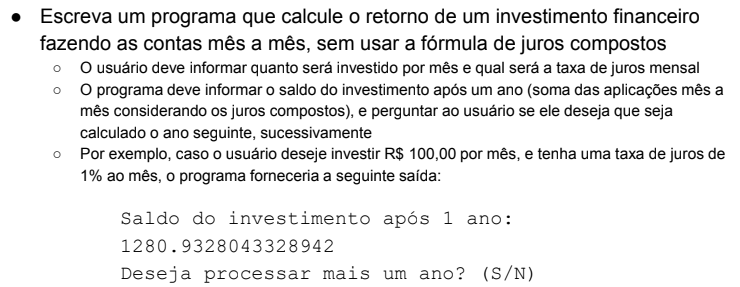 ● Escreva um programa que calcule o retorno de um investimento financeiro
fazendo as contas mês a mês, sem usar a fórmula de juros compostos
○ O usuário deve informar quanto será investido por mês e qual será a taxa de juros mensal
○ O programa deve informar o saldo do investimento após um ano (soma das aplicações mês a
mês considerando os juros compostos), e perguntar ao usuário se ele deseja que seja
calculado o ano seguinte, sucessivamente
○ Por exemplo, caso o usuário deseje investir R$ 100,00 por mês, e tenha uma taxa de juros de
1% ao mês, o programa forneceria a seguinte saída:
Saldo do investimento após 1 ano:
1280.9328043328942
Deseja processar mais um ano? (S/N)